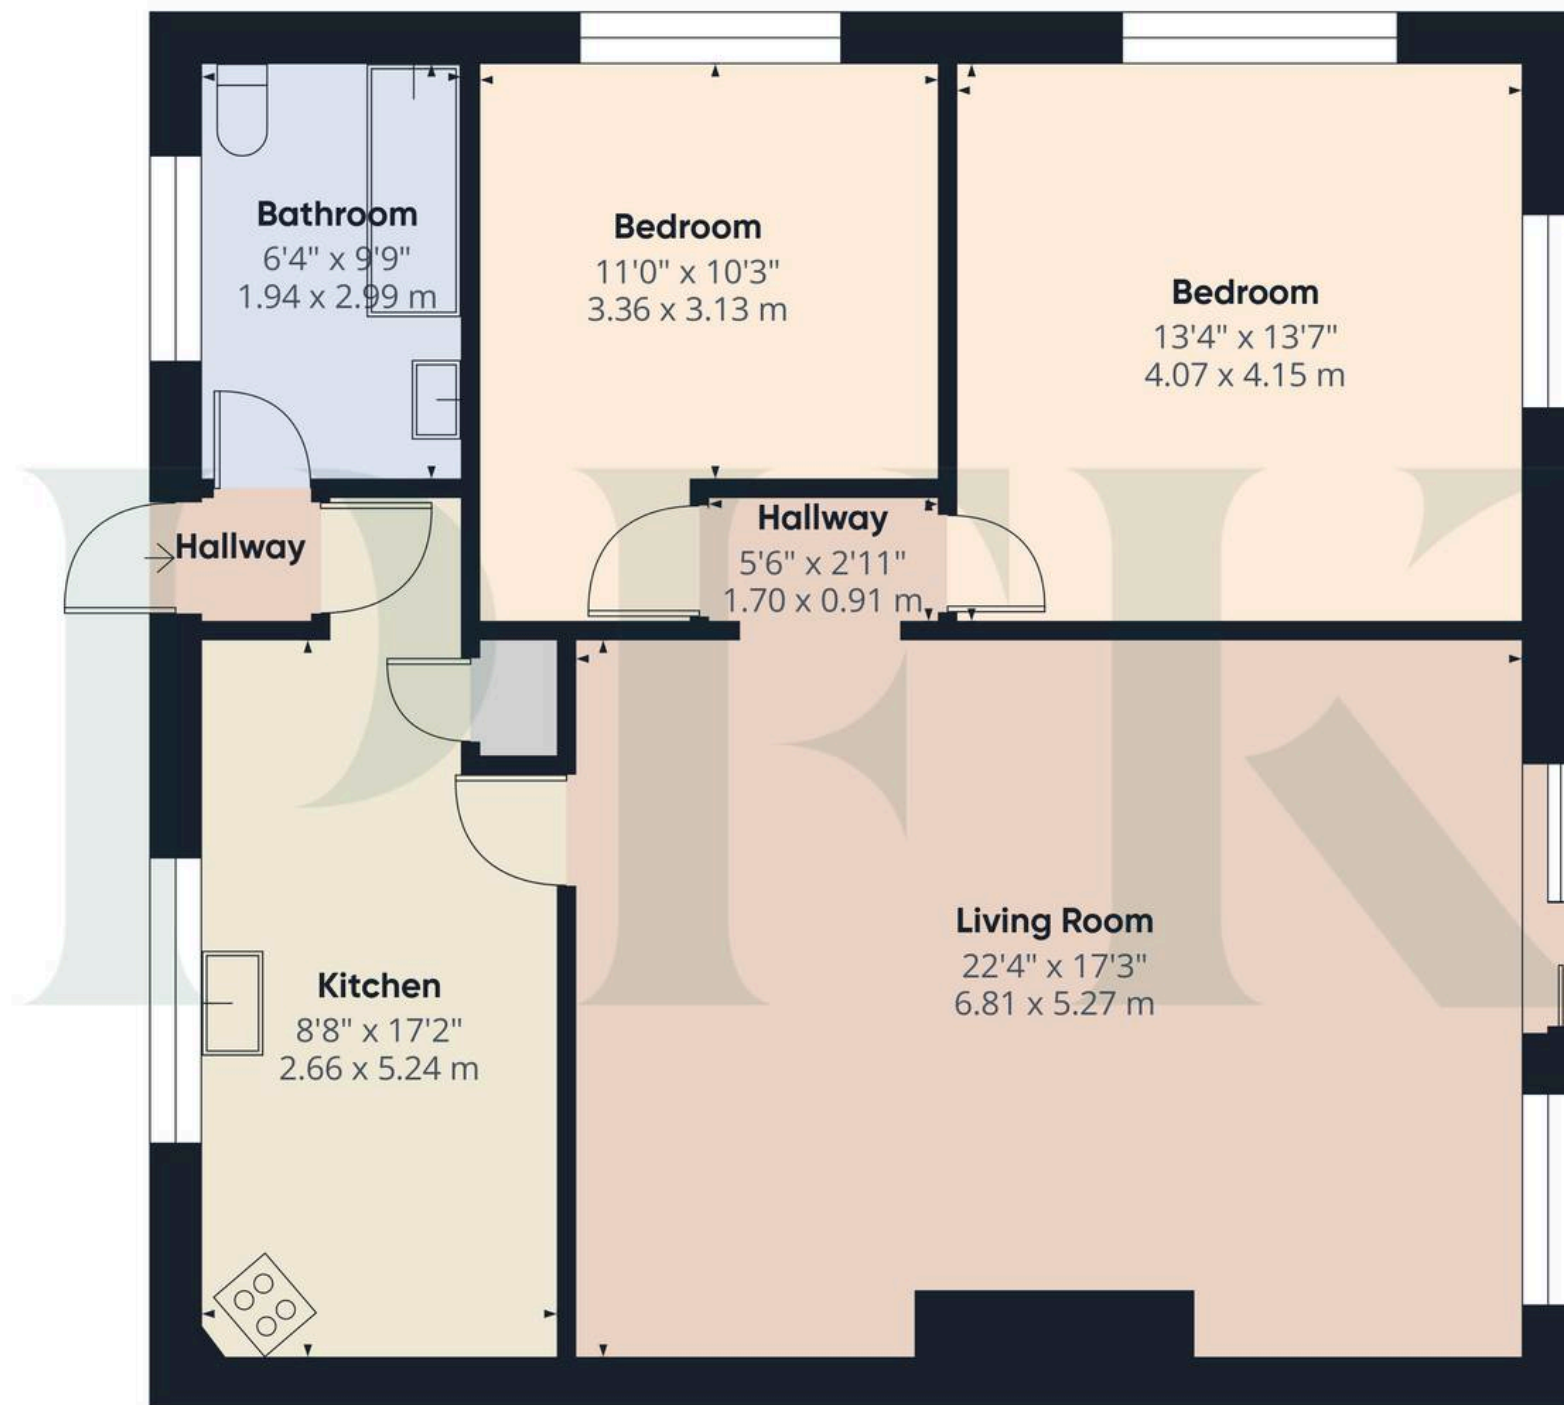 Bathroom
6'4" x 9'9"
1.94 x 2.99 m
Bedroom
11'0" x 10'3"
3.36 x 3.13 m
Bedroom
13'4" x 13'7"
4.07 x 4.15 m
Hallway
Hallway
5'6" x 2'11"
1.70 x 0.91 m
Living Room
22'4" x 17'3"
6.81 x 5.27 m
Kitchen
8'8" x 17'2"
2.66 x 5.24 m
PFK